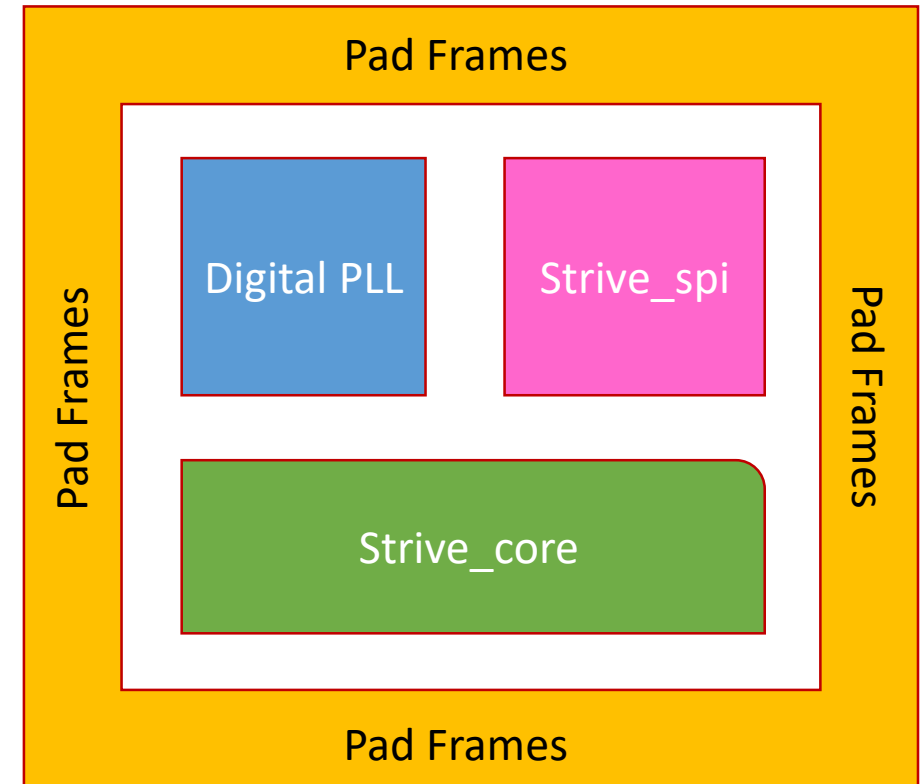 Pad Frames
Digital PLL
Strive_spi
Pad Frames
Pad Frames
Strive_core
Pad Frames